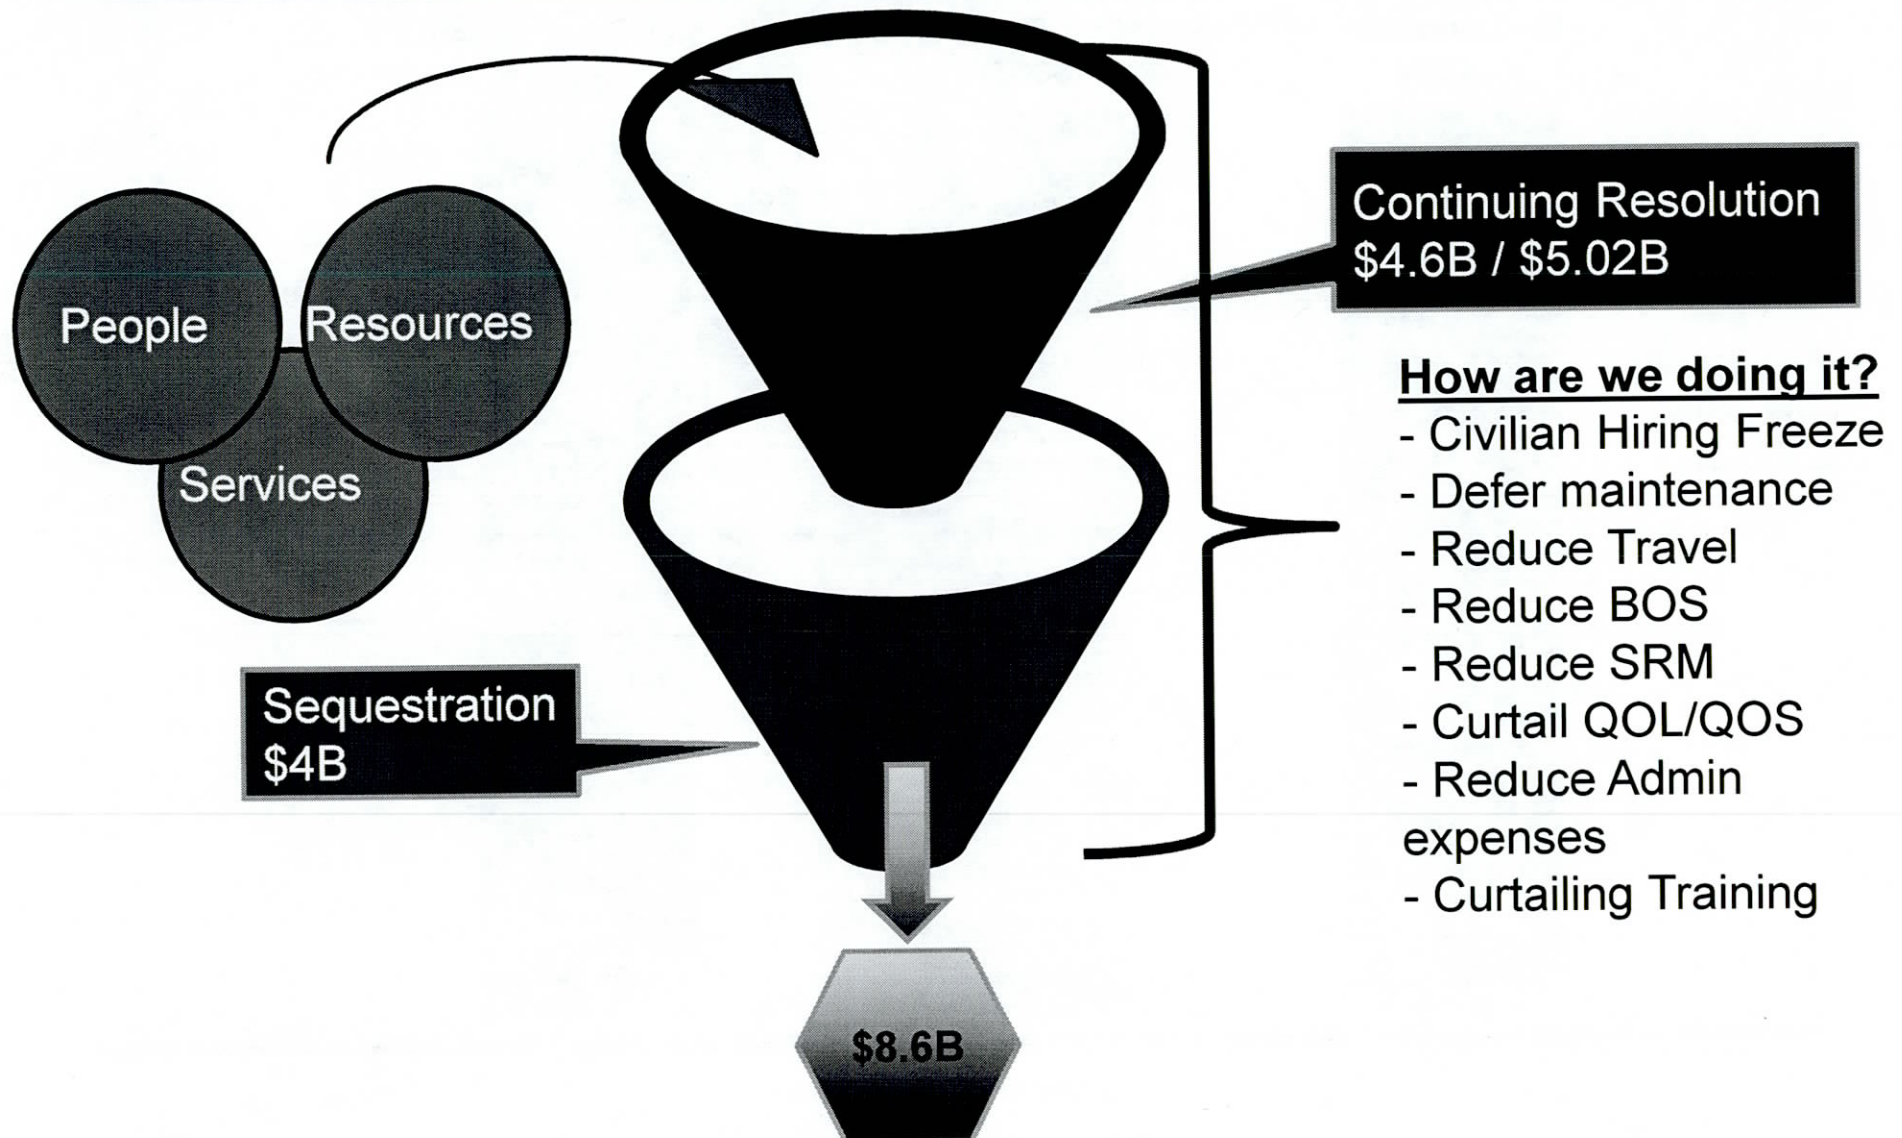 People
Resources
Services
Continuing Resolution
$4.6B / $5.02B
Sequestration
$4B
How are we doing it?
- Civilian Hiring Freeze
- Defer maintenance
- Reduce Travel
- Reduce BOS
- Reduce SRM
- Curtail QOL/QOS
- Reduce Admin
expenses
- Curtailing Training
$8.6B